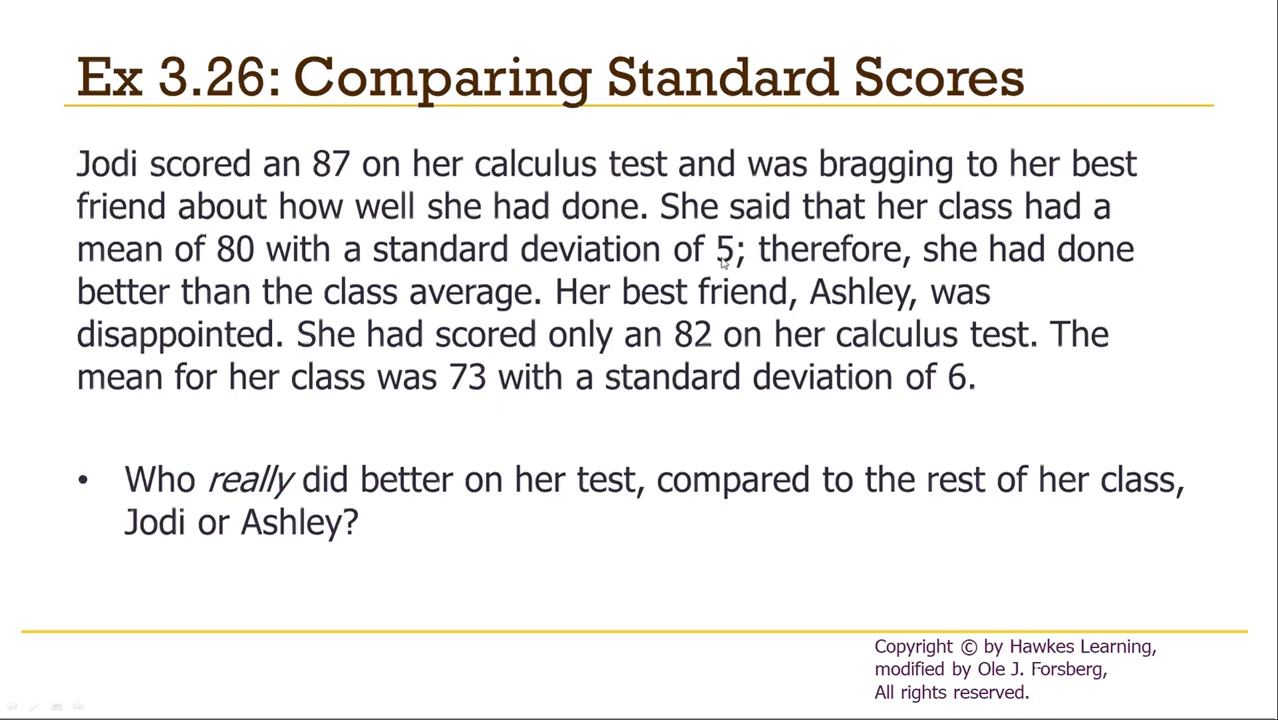 Ex 3.26: Comparing Standard Scores
Jodi scored an 87 on her calculus test and was bragging to her best
friend about how well she had done. She said that her class had a
mean of 80 with a standard deviation of 5; therefore, she had done
better than the class average. Her best friend, Ashley, was
disappointed. She had scored only an 82 on her calculus test. The
mean for her class was 73 with a standard deviation of 6.
• Who really did better on her test, compared to the rest of her class,
Jodi or Ashley?
Copyright © by Hawkes Learning,
modified by Ole J. Forsberg,
All rights reserved.